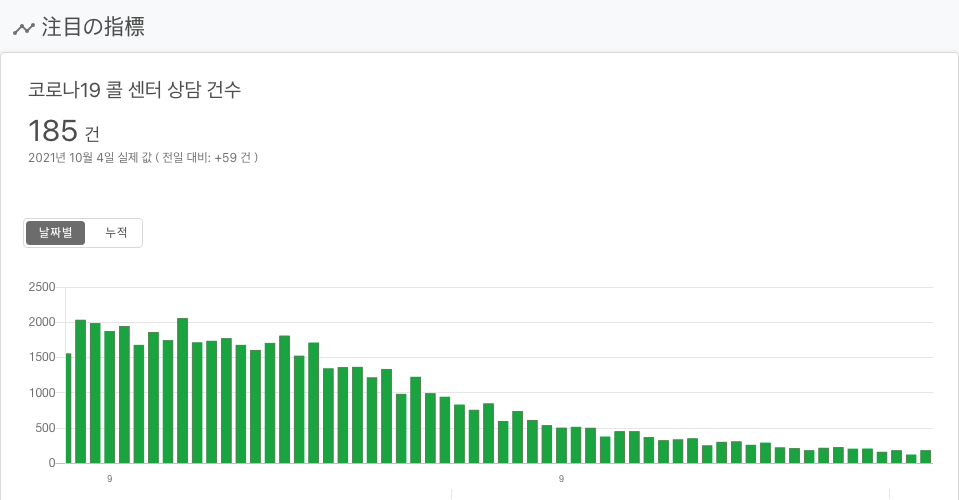 注目の指標
코로나19 콜 센터 상담 건수
185 건
2021년 10월 4일 실제 값 ( 전일 대비: +59 건 )
날짜별 누적
2500
2000
1500
1000
500
0
9 9